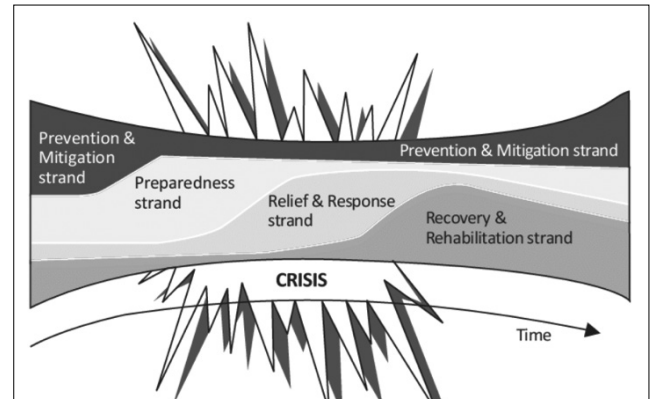 Prevention &
Mitigation
strand
Prevention & Mitigation strand
Preparedness
strand
Relief & Response
strand
Recovery &
Rehabilitation strand
CRISIS
Time